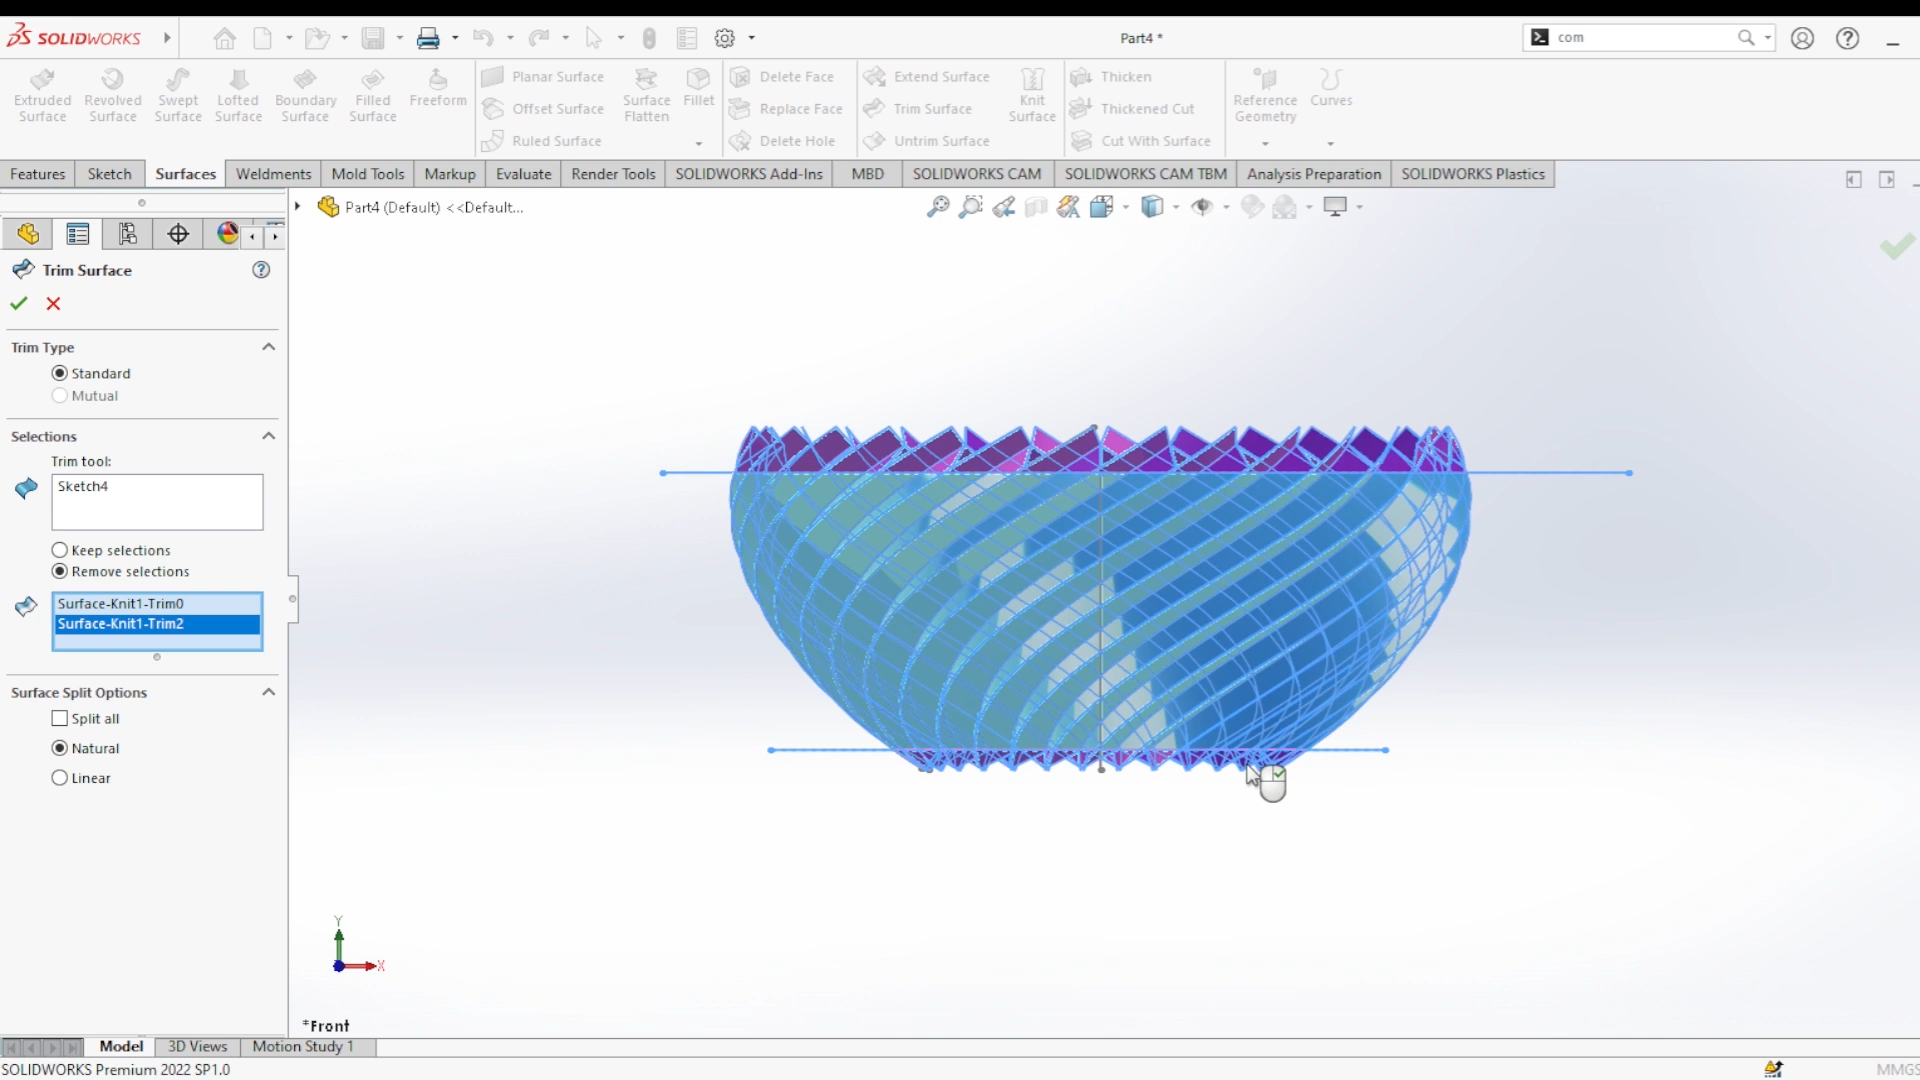 SOLIDWORKS
Part4 *
com
Extruded Surface
Revolved Surface
Swept Surface
Lofted Surface
Boundary Surface
Filled Surface
Freeform
Planar Surface
Offset Surface
Ruled Surface
Surface Flatten
Fillet
Delete Face
Replace Face
Delete Hole
Extend Surface
Trim Surface
Untrim Surface
Knit Surface
Thicken
Thickened Cut
Cut With Surface
Reference Geometry
Curves
Features
Sketch
Surfaces
Weldments
Mold Tools
Markup
Evaluate
Render Tools
SOLIDWORKS Add-Ins
MBD
SOLIDWORKS CAM
SOLIDWORKS CAM TBM
Analysis Preparation
SOLIDWORKS Plastics
Part4 (Default) <<Default...
Trim Surface
Trim Type
Standard
Mutual
Selections
Trim tool:
Sketch4
Keep selections
Remove selections
Surface-Knit1-Trim0
Surface-Knit1-Trim2
Surface Split Options
Split all
Natural
Linear
Y
X
*Front
Model
3D Views
Motion Study 1
SOLIDWORKS Premium 2022 SP1.0
MMGS